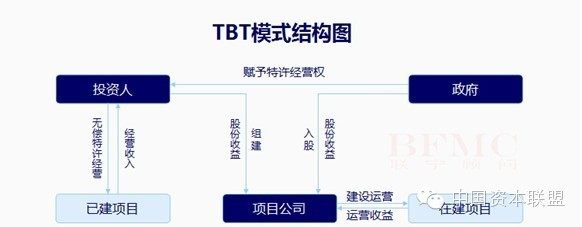 TBT模式结构图
赋予特许经营权
投资人
政府
无偿特许经营
经营收入
股份收益
组建
入股
股份收益
BFMC
已建项目
项目公司
建设运营
运营收益
在建项目
中国资本联盟